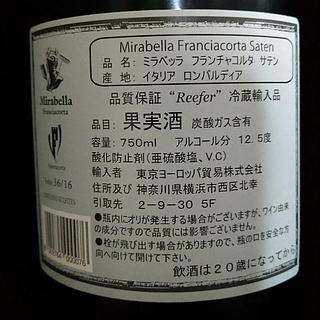 Mirabella
Franciacorta
Franciacorta
lotto 36/16
Mirabella Franciacorta Saten
品 名：ミラベッラ フランチャコルタ サテン
産 地：イタリア ロンバルディア
品質保証 “Reefer” 冷蔵輸入品
品目：果実酒 炭酸ガス含有
容量：750ml アルコール分 12.5度
酸化防止剤(亜硫酸塩、V.C)
輸入者 東京ヨーロッパ貿易株式会社
住所及び 神奈川県横浜市西区北幸
引取先 2-9-30 5F
●瓶内にオリが発生する場合がございますが、ワイン由来
の成分ですので品質には影響ございません。
●栓が飛び出す場合がありますので、瓶の口を安全な方
向へ向けて開けて下さい。
飲酒は20歳になってから